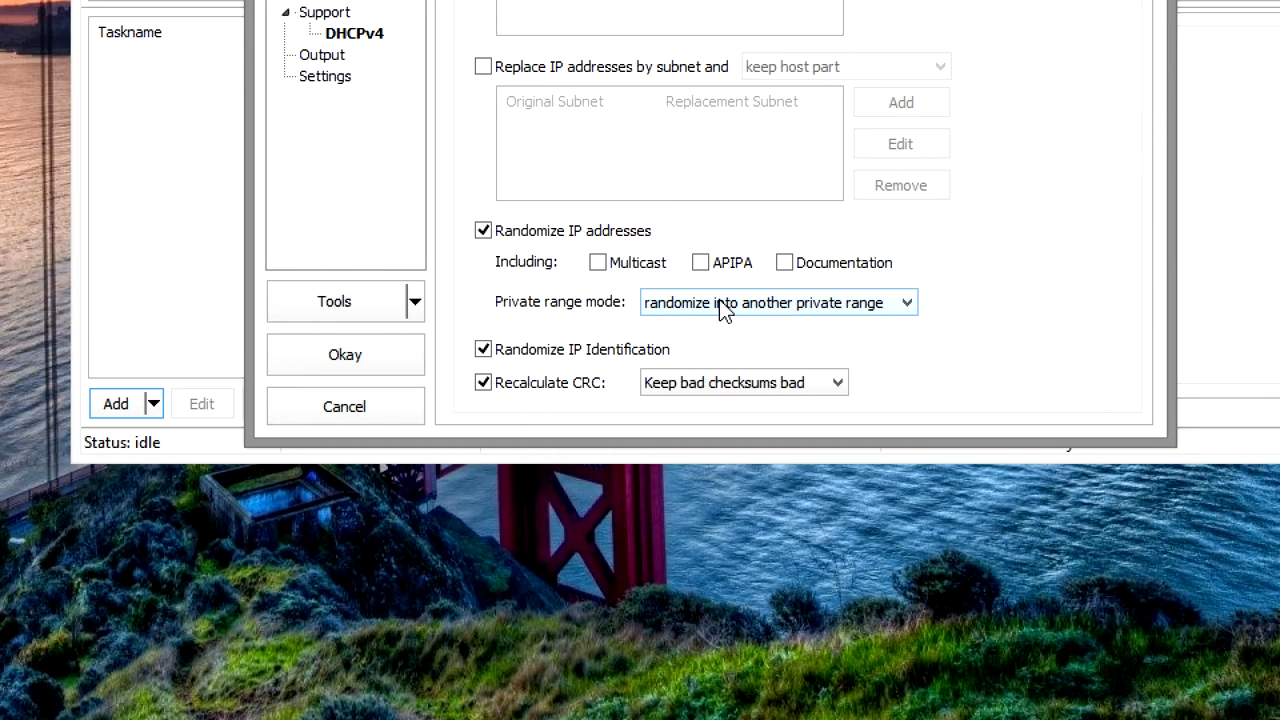 Taskname
Support
DHCPv4
Output
Settings
Tools
Okay
Cancel
Add
Edit
Status: idle
Replace IP addresses by subnet and
keep host part
Original Subnet
Replacement Subnet
Add
Edit
Remove
Randomize IP addresses
Including:
Multicast
APIPA
Documentation
Private range mode:
randomize into another private range
Randomize IP Identification
Recalculate CRC:
Keep bad checksums bad